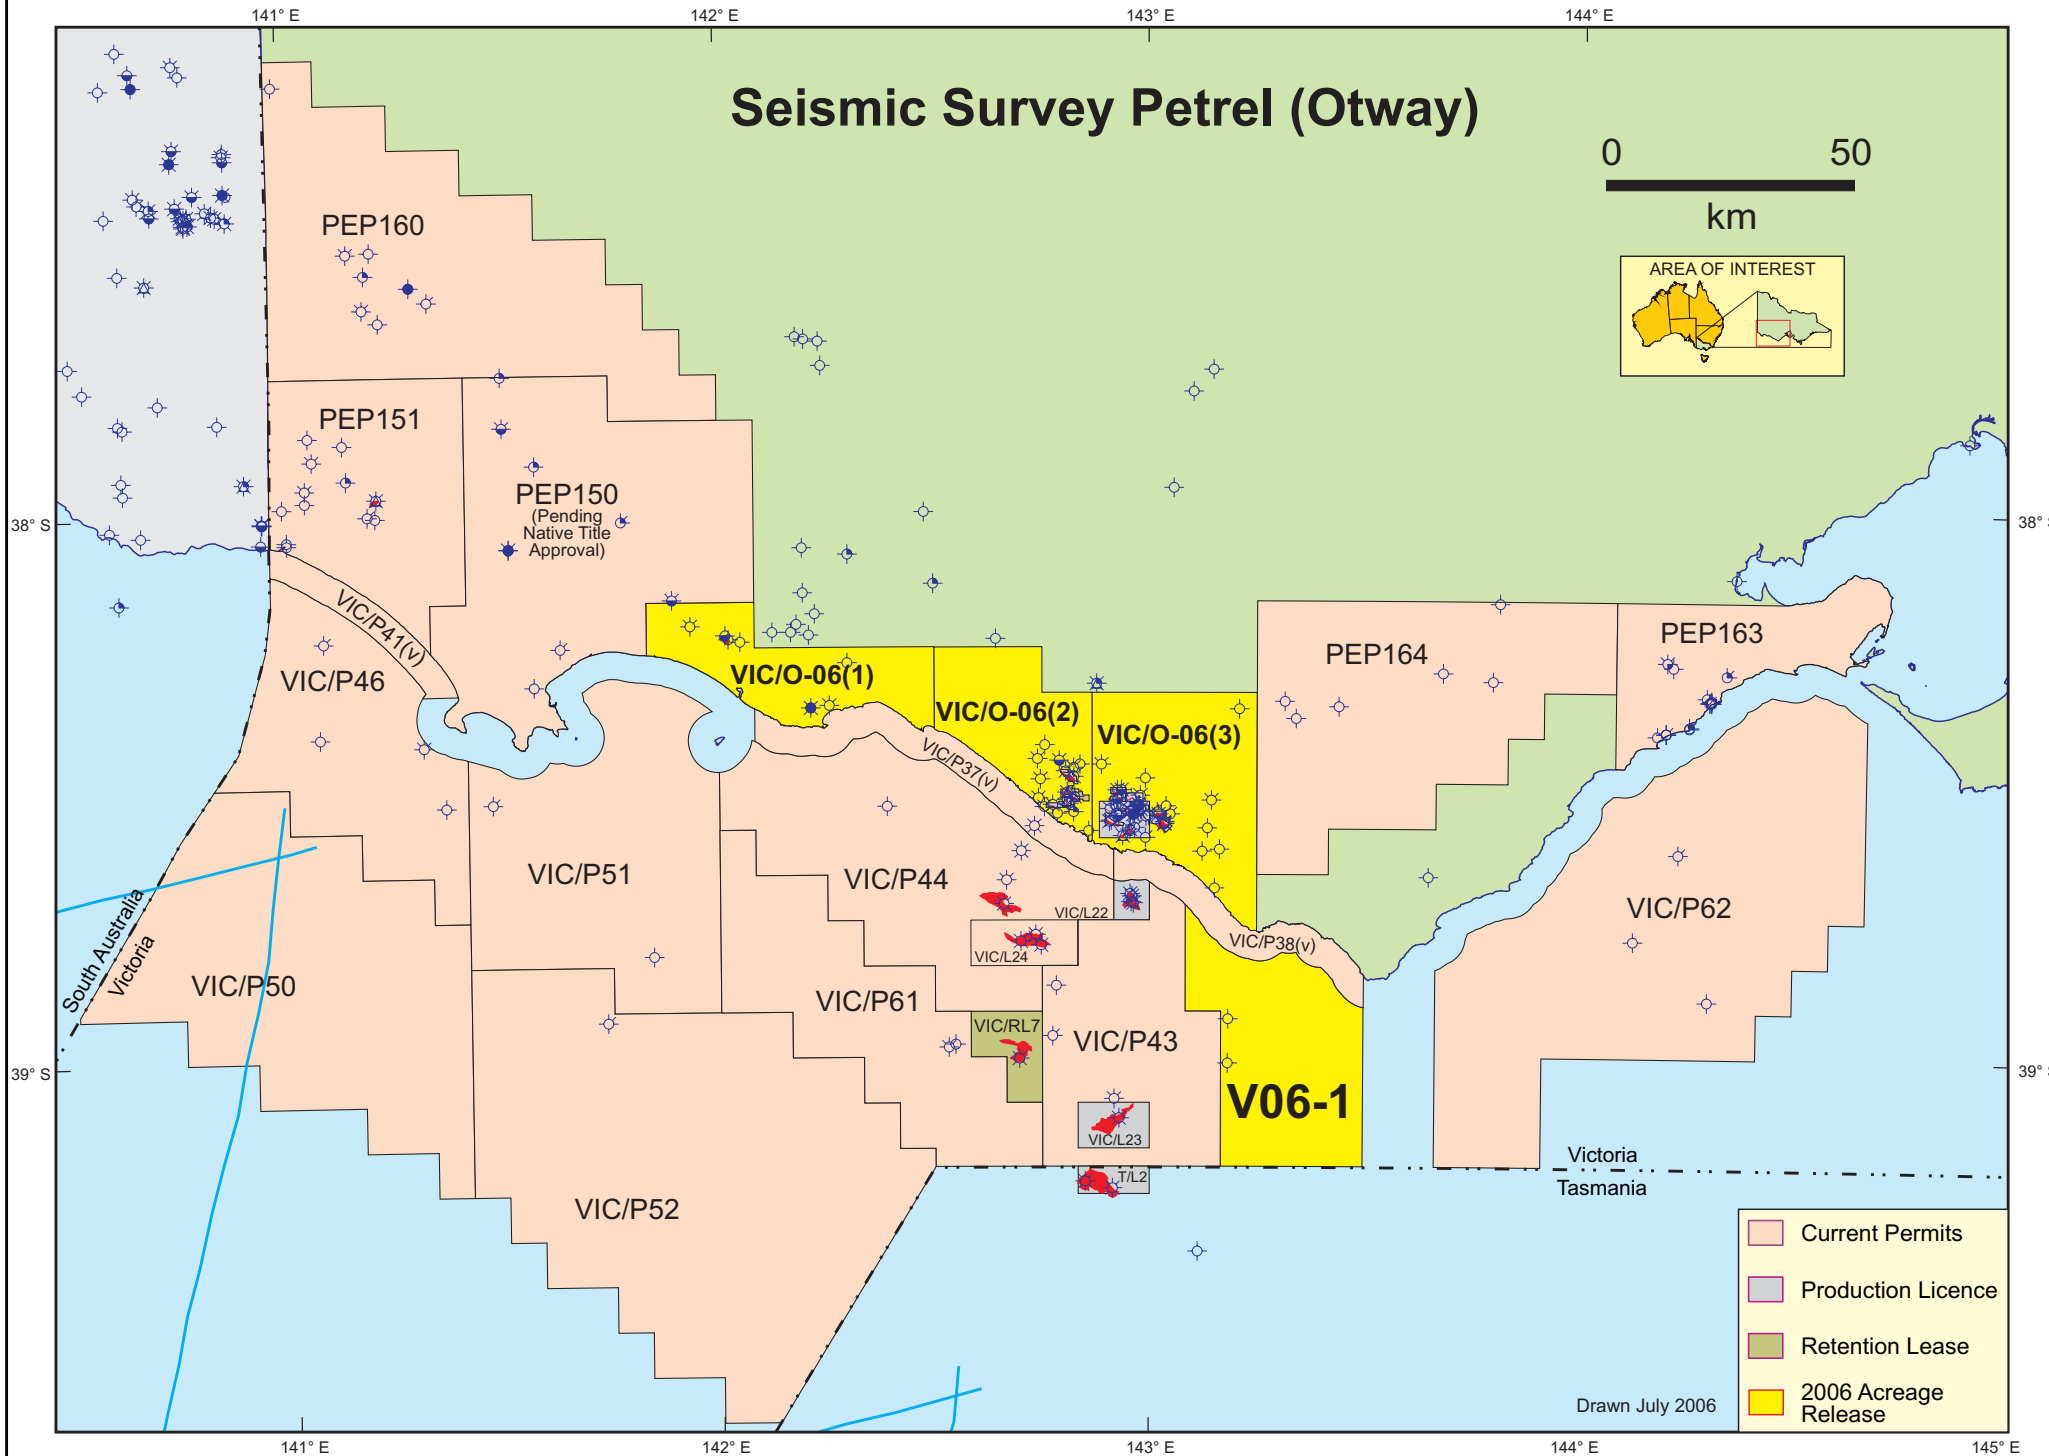 141° E
142° E
143° E
144° E
Seismic Survey Petrel (Otway)
0
50
km
AREA OF INTEREST
PEP160
PEP151
PEP150
(Pending
Native Title
Approval)
38° S
38° S
VIC/P41(v)
VIC/P46
VIC/O-06(1)
VIC/O-06(2)
VIC/O-06(3)
PEP164
PEP163
VIC/P37(v)
VIC/P51
VIC/P44
VIC/L22
VIC/P62
VIC/L24
VIC/P38(v)
South Australia
Victoria
VIC/P50
VIC/P61
VIC/RL7
VIC/P43
39° S
39° S
V06-1
VIC/L23
T/L2
Victoria
Tasmania
VIC/P52
Current Permits
Production Licence
Retention Lease
2006 Acreage
Release
Drawn July 2006
141° E
142° E
143° E
144° E
145° E